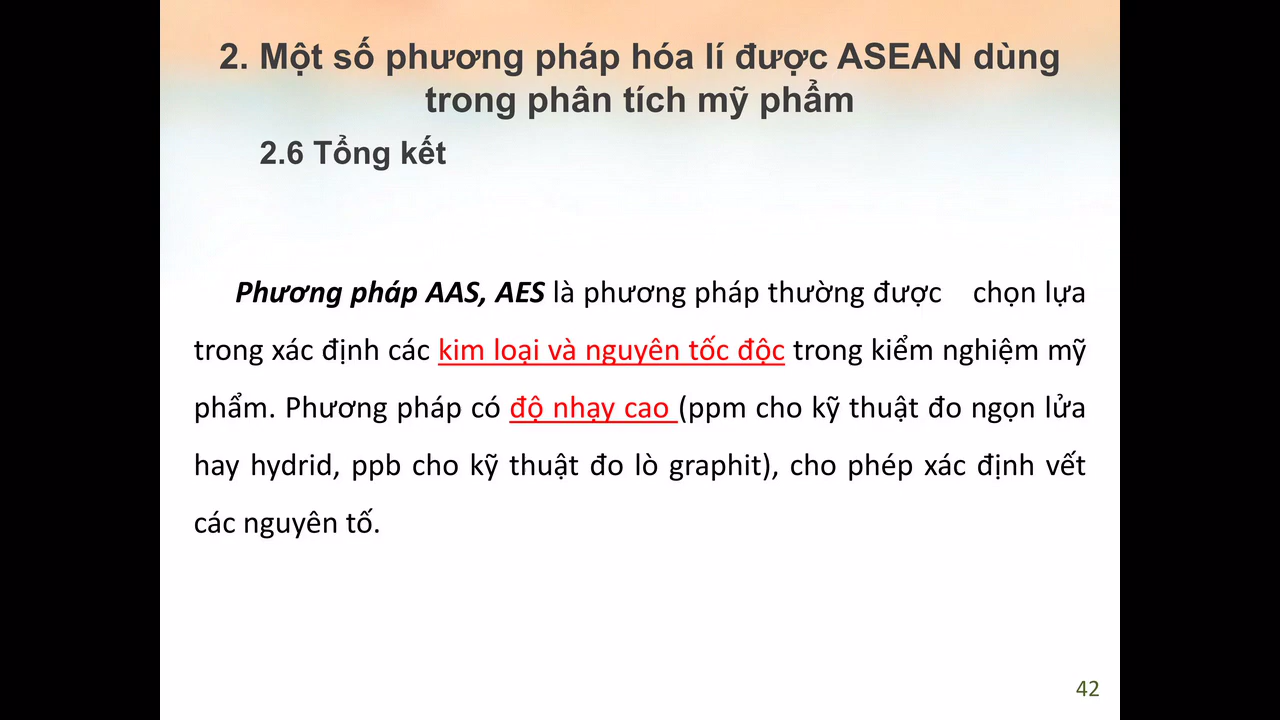 2. Một số phương pháp hóa lí được ASEAN dùng
trong phân tích mỹ phẩm
2.6 Tổng kết
Phương pháp AAS, AES là phương pháp thường được chọn lựa
trong xác định các kim loại và nguyên tốc độc trong kiểm nghiệm mỹ
phẩm. Phương pháp có độ nhạy cao (ppm cho kỹ thuật đo ngọn lửa
hay hydrid, ppb cho kỹ thuật đo lò graphit), cho phép xác định vết
các nguyên tố.
42